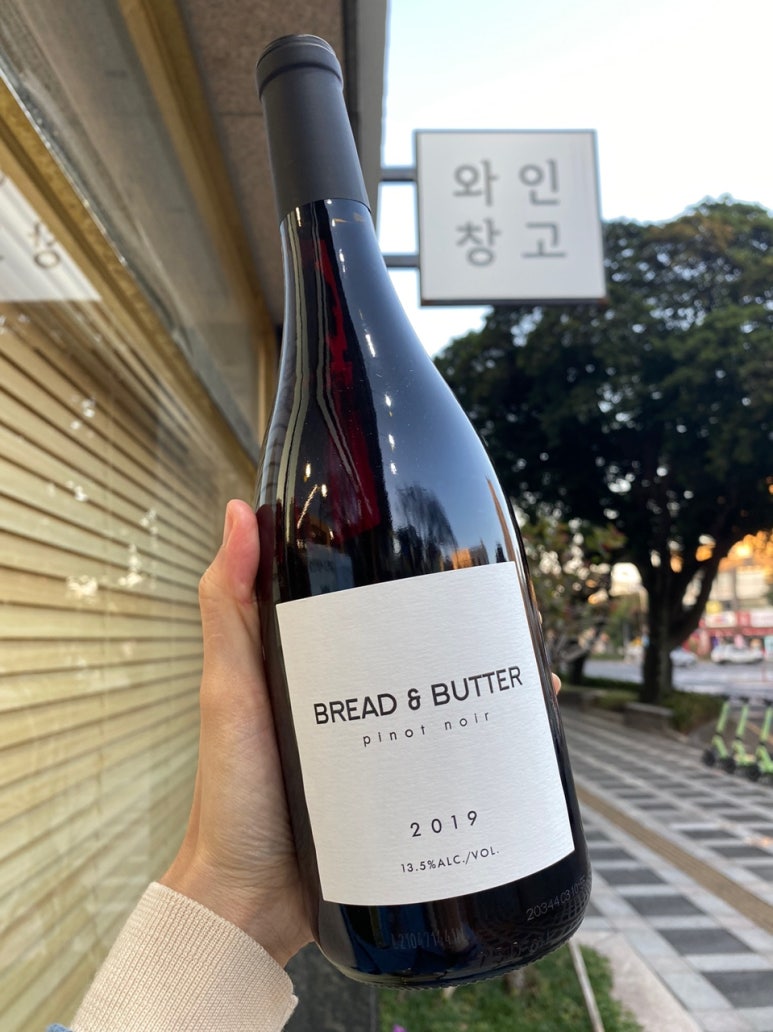 와인
창고
BREAD & BUTTER
pinot noir
2019
13.5%ALC./VOL.